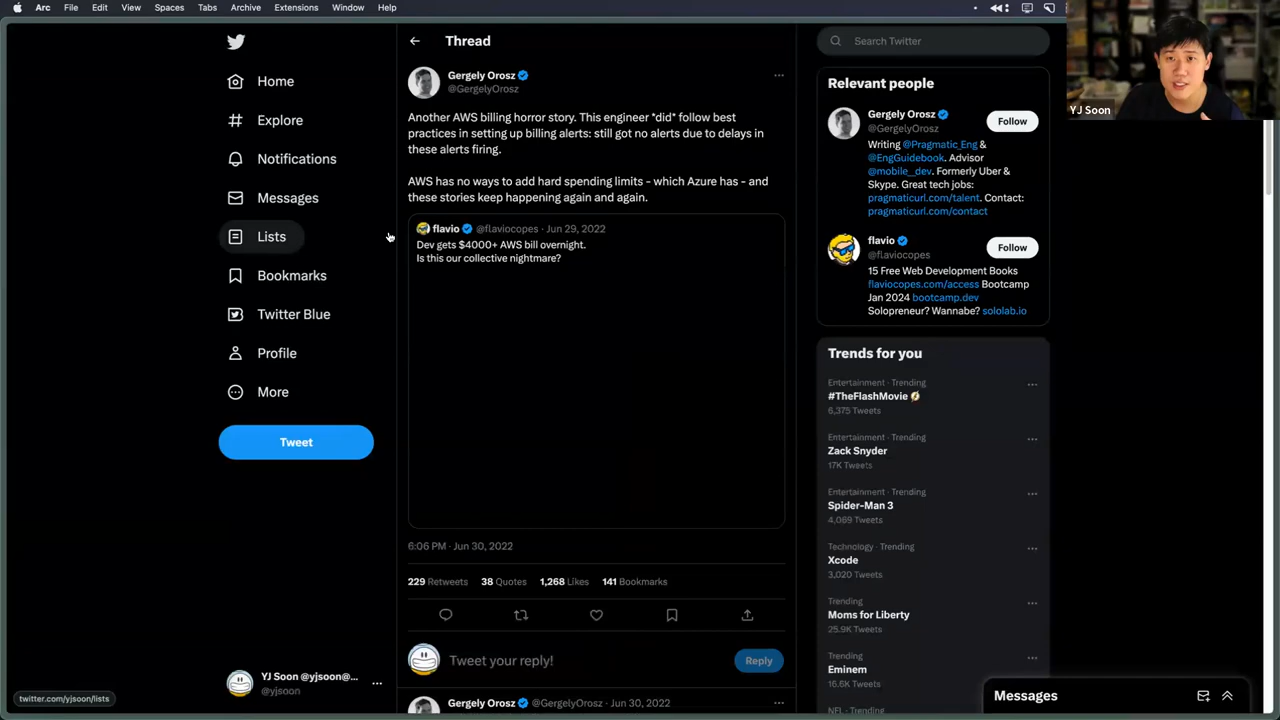 Arc File Edit View Spaces Tabs Archive Extensions Window Help
Home
Explore
Notifications
Messages
Lists
Bookmarks
Twitter Blue
Profile
More
Tweet
YJ Soon @yjsoon@...
@yjsoon
twitter.com/yjsoon/lists
Thread
Gergely Orosz
@GergelyOrosz
Another AWS billing horror story. This engineer *did* follow best
practices in setting up billing alerts: still got no alerts due to delays in
these alerts firing.
AWS has no ways to add hard spending limits - which Azure has - and
these stories keep happening again and again.
flavio @flaviocopes · Jun 29, 2022
Dev gets $4000+ AWS bill overnight.
Is this our collective nightmare?
6:06 PM · Jun 30, 2022
229 Retweets 38 Quotes 1,268 Likes 141 Bookmarks
Tweet your reply!
Reply
Gergely Orosz @GergelyOrosz · Jun 30, 2022
Search Twitter
Relevant people
Gergely Orosz
@GergelyOrosz
Follow
Writing @Pragmatic_Eng &
@EngGuidebook. Advisor
@mobile__dev. Formerly Uber &
Skype. Great tech jobs:
pragmaticurl.com/talent. Contact:
pragmaticurl.com/contact
flavio
@flaviocopes
Follow
15 Free Web Development Books
flaviocopes.com/access Bootcamp
Jan 2024 bootcamp.dev
Solopreneur? Wannabe? sololab.io
Trends for you
Entertainment · Trending
#TheFlashMovie
6,375 Tweets
Entertainment · Trending
Zack Snyder
17K Tweets
Entertainment · Trending
Spider-Man 3
4,069 Tweets
Technology · Trending
Xcode
3,020 Tweets
Trending
Moms for Liberty
25.9K Tweets
Trending
Eminem
16.6K Tweets
NFL · Trending
Messages
YJ Soon